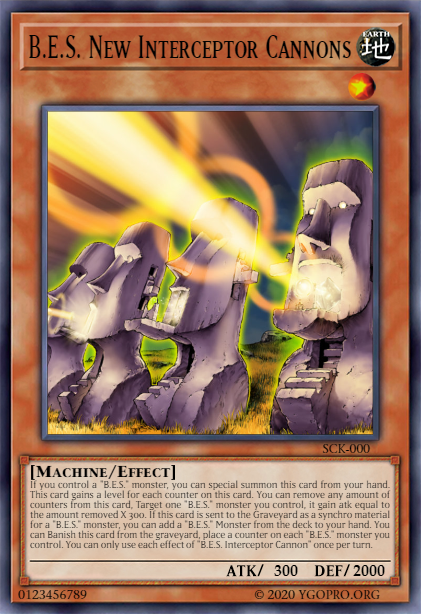 B.E.S. New Interceptor Cannons
EARTH
地
SCK-000
[Machine/Effect]
If you control a "B.E.S." monster, you can special summon this card from your hand.
This card gains a level for each counter on this card. You can remove any amount of
counters from this card, Target one "B.E.S." monster you control, it gain atk equal to
the amount removed X 300. If this card is sent to the Graveyard as a synchro material
for a "B.E.S." monster, you can add a "B.E.S." Monster from the deck to your hand. You
can Banish this card from the graveyard, place a counter on each "B.E.S." monster you
control. You can only use each effect of "B.E.S. Interceptor Cannon" once per turn.
ATK/ 300 DEF/2000
0123456789
© 2020 YGOPRO.ORG